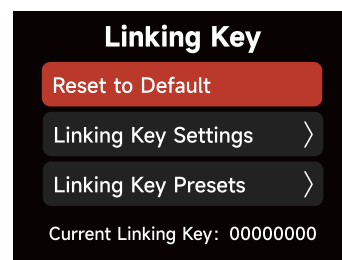 Linking Key
Reset to Default
Linking Key Settings
Linking Key Presets
Current Linking Key: 00000000